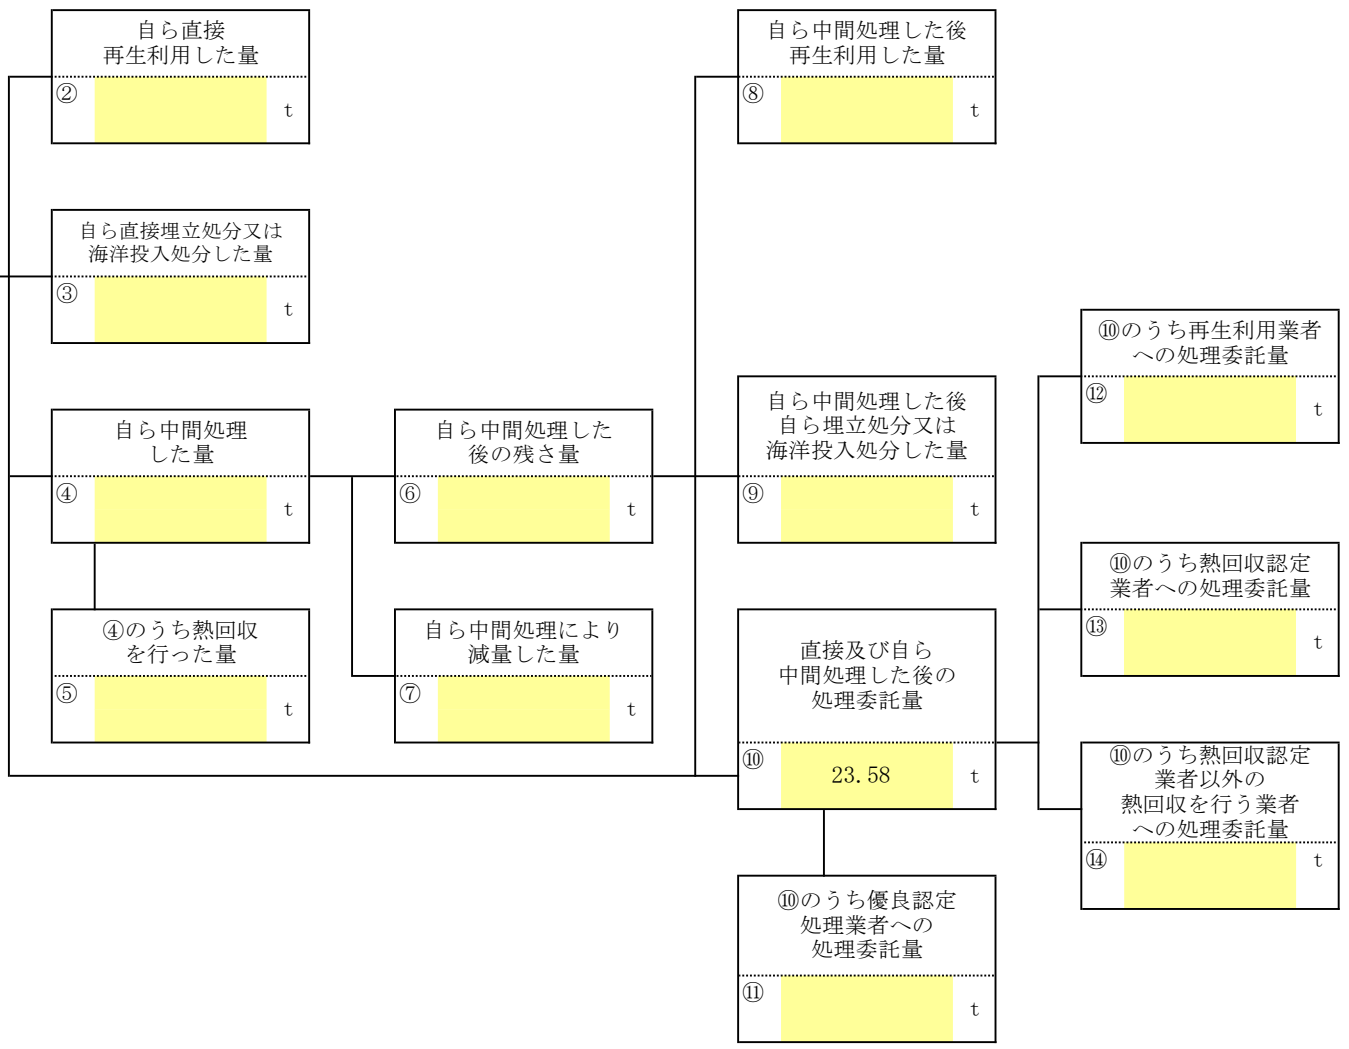 自ら直接
再生利用した量
②
t
自ら中間処理した後
再生利用した量
⑧
t
自ら直接埋立処分又は
海洋投入処分した量
③
t
⑩のうち再生利用業者
への処理委託量
⑫
t
自ら中間処理
した量
④
t
自ら中間処理した
後の残さ量
⑥
t
自ら中間処理した後
自ら埋立処分又は
海洋投入処分した量
⑨
t
⑩のうち熱回収認定
業者への処理委託量
⑬
t
④のうち熱回収
を行った量
⑤
t
自ら中間処理により
減量した量
⑦
t
直接及び自ら
中間処理した後の
処理委託量
⑩
23.58 t
⑩のうち熱回収認定
業者以外の
熱回収を行う業者
への処理委託量
⑭
t
⑩のうち優良認定
処理業者への
処理委託量
⑪
t